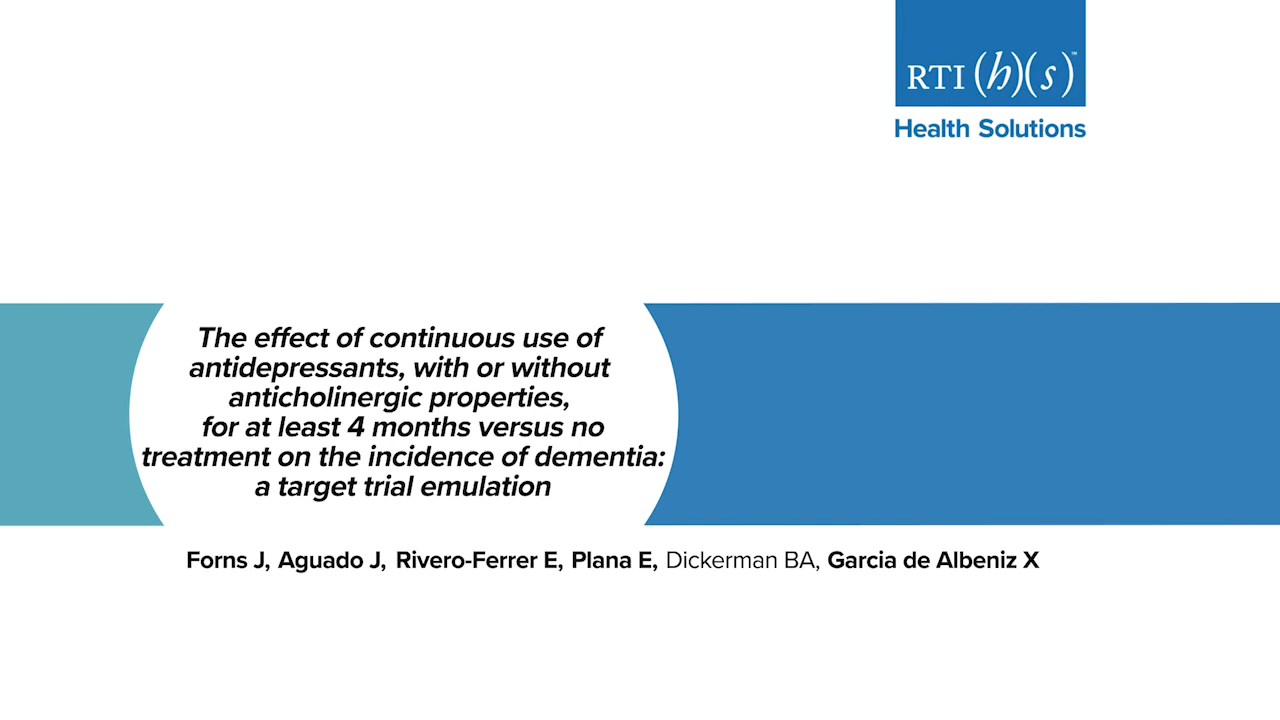 RTI (h)(s)™
Health Solutions
The effect of continuous use of
antidepressants, with or without
anticholinergic properties,
for at least 4 months versus no
treatment on the incidence of dementia:
a target trial emulation
Forns J, Aguado J, Rivero-Ferrer E, Plana E, Dickerman BA, Garcia de Albeniz X